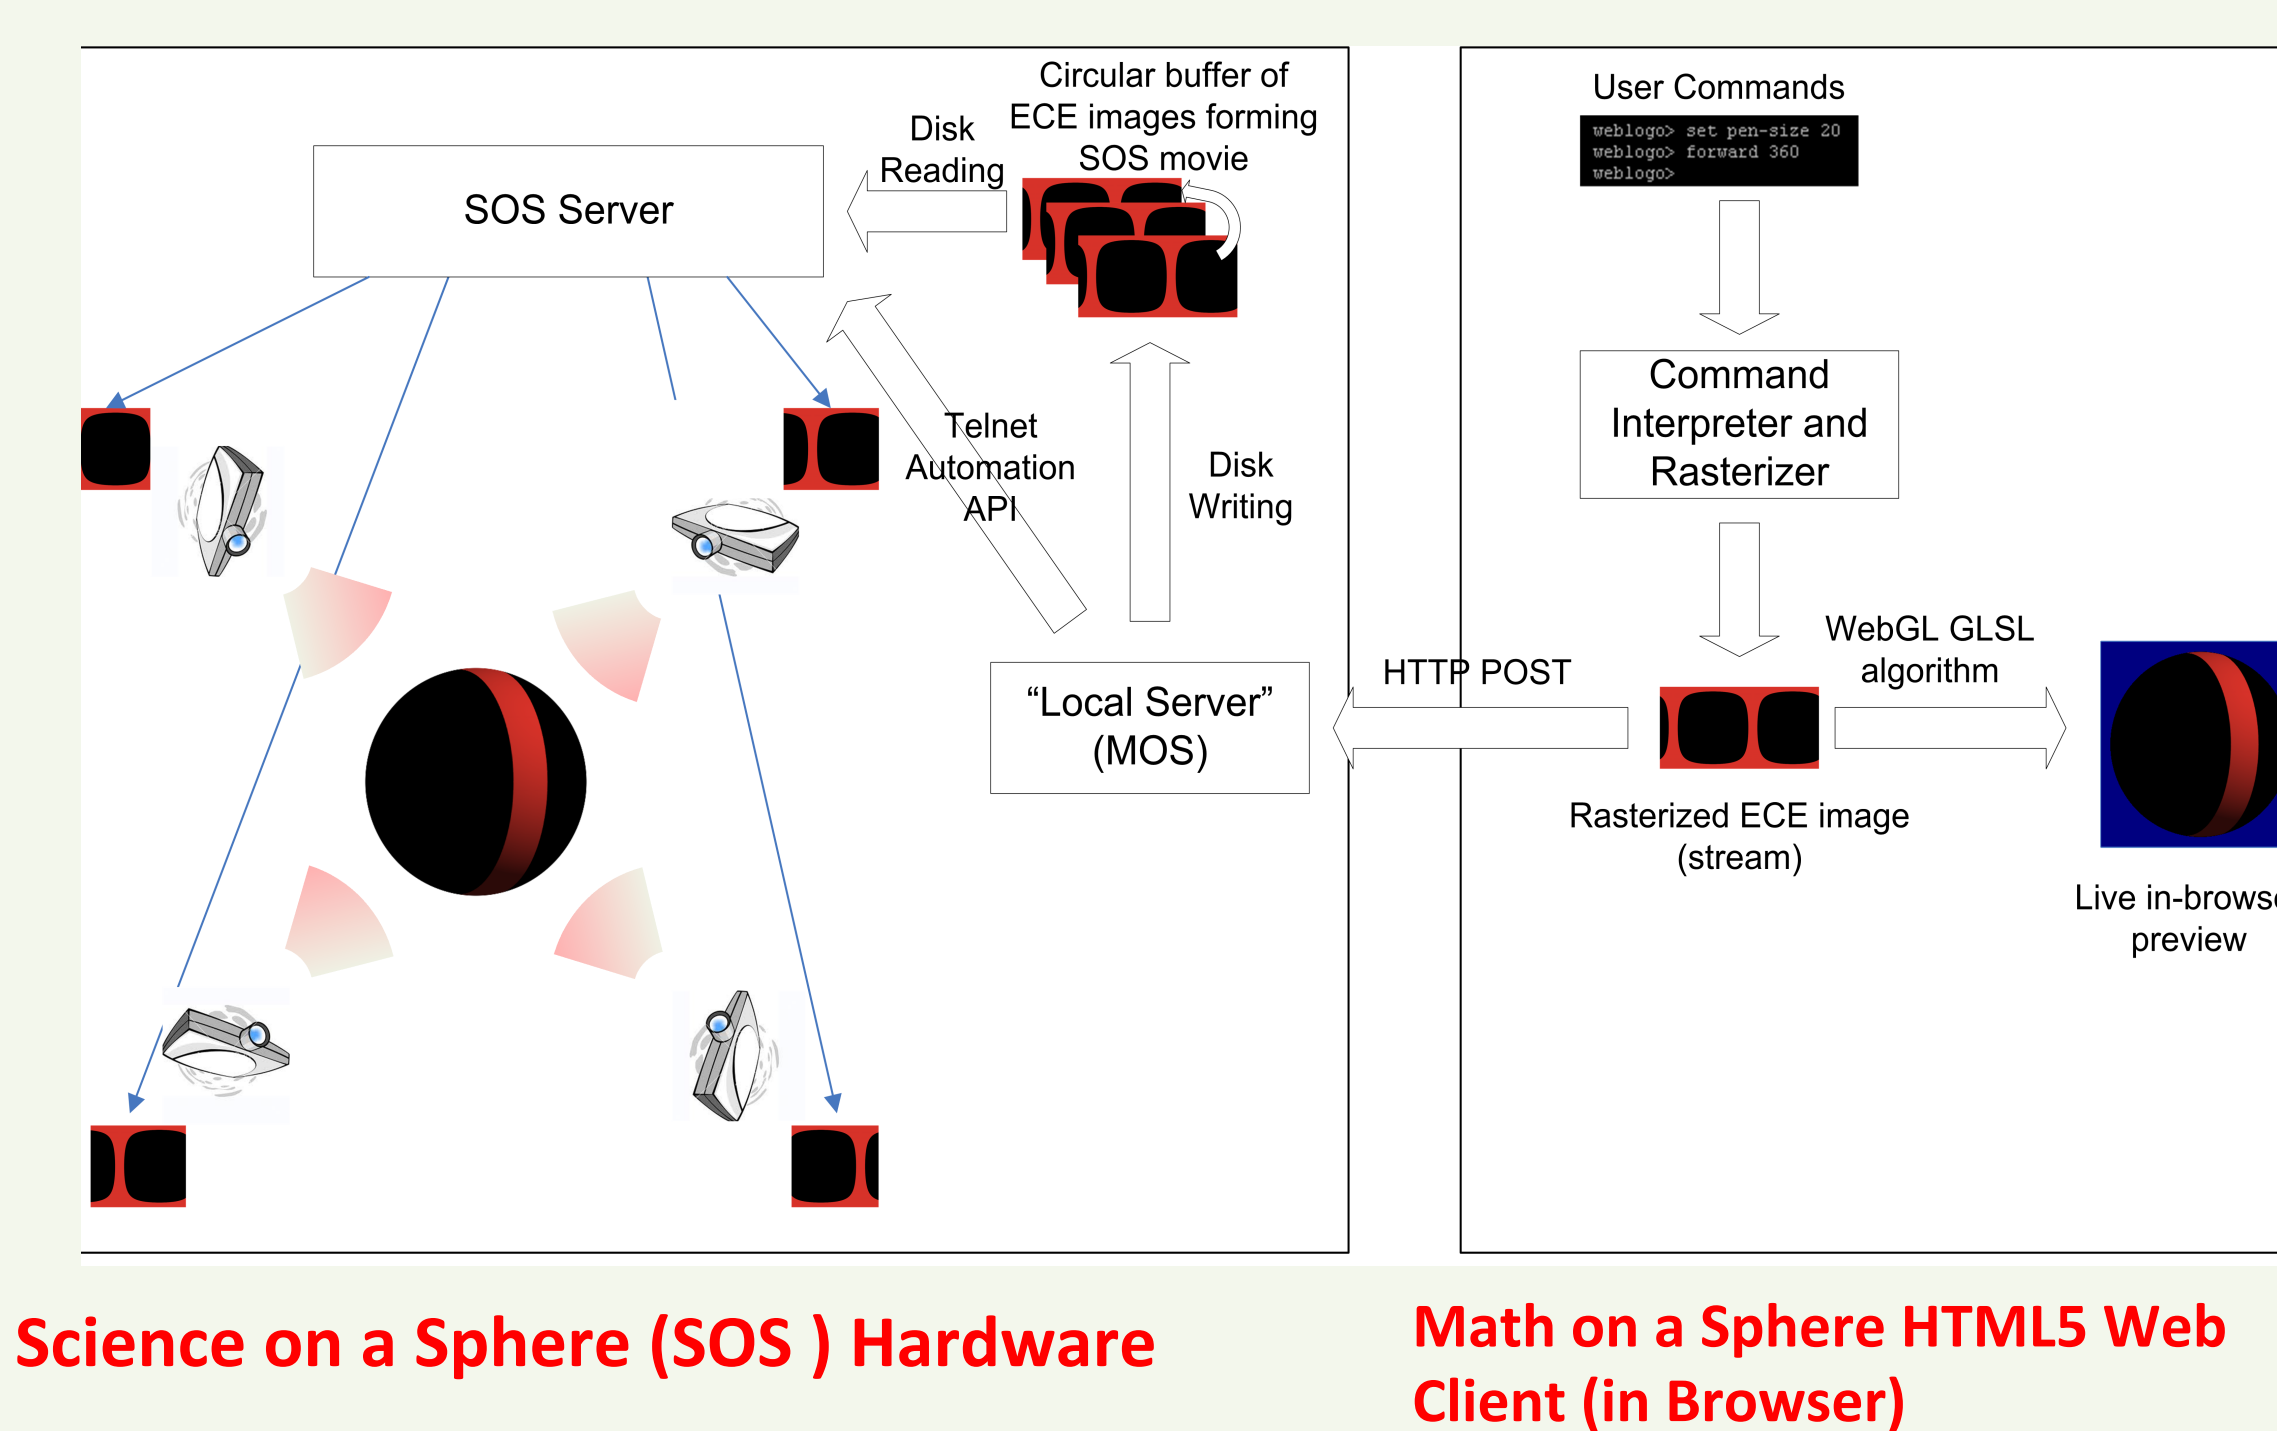 Circular buffer of
ECE images forming
SOS movie
Disk
Reading
SOS Server
Telnet
Automation
API
Disk
Writing
“Local Server”
(MOS)
HTTP POST
User Commands
weblogo> set pen-size 20
weblogo> forward 360
weblogo>
Command
Interpreter and
Rasterizer
WebGL GLSL
algorithm
Rasterized ECE image
(stream)
Live in-browse
preview
Science on a Sphere (SOS ) Hardware
Math on a Sphere HTML5 Web
Client (in Browser)